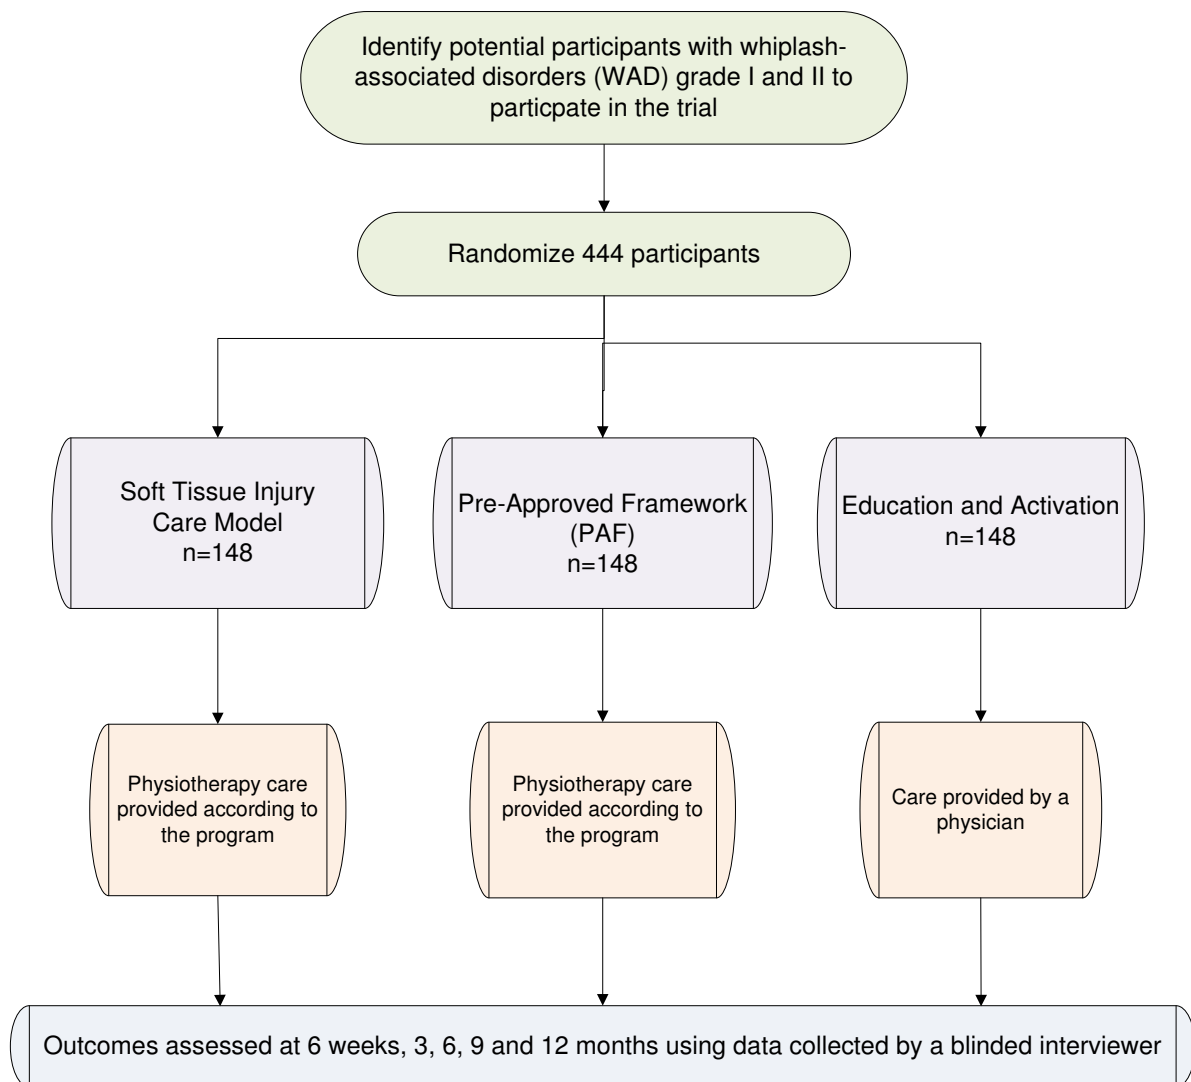 Identify potential participants with whiplash-
associated disorders (WAD) grade I and II to
particpate in the trial
Randomize 444 participants
Soft Tissue Injury
Care Model
n=148
Pre-Approved Framework
(PAF)
n=148
Education and Activation
n=148
Physiotherapy care
provided according to
the program
Physiotherapy care
provided according to
the program
Care provided by a
physician
Outcomes assessed at 6 weeks, 3, 6, 9 and 12 months using data collected by a blinded interviewer